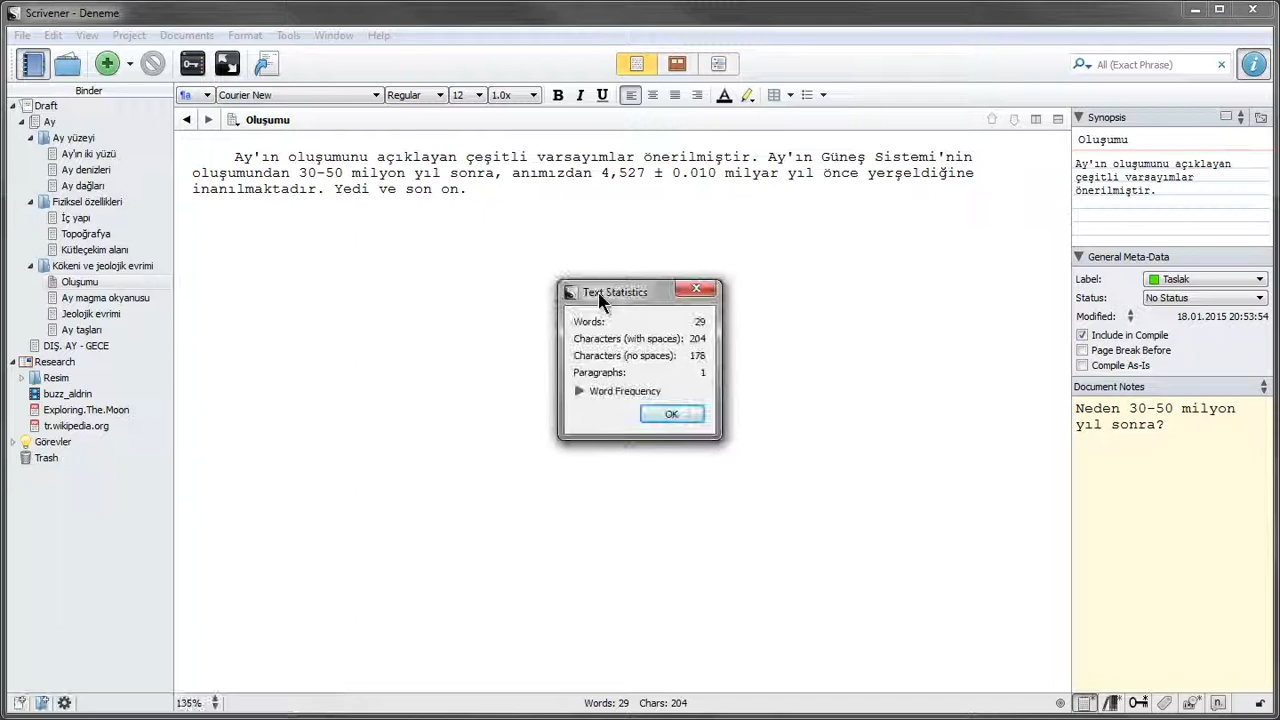 Scrivener - Deneme
File Edit View Project Documents Format Tools Window Help
All (Exact Phrase)
Binder
¶a Courier New Regular 12 1.0x B I U A
Draft
Ay
Ay yüzeyi
Ay'ın iki yüzü
Ay denizleri
Ay dağları
Fiziksel özellikleri
İç yapı
Topoğrafya
Kütleçekim alanı
Kökeni ve jeolojik evrimi
Oluşumu
Ay magma okyanusu
Jeolojik evrimi
Ay taşları
DIŞ. AY - GECE
Research
Resim
buzz_aldrin
Exploring.The.Moon
tr.wikipedia.org
Görevler
Trash
Oluşumu
Ay'ın oluşumunu açıklayan çeşitli varsayımlar önerilmiştir. Ay'ın Güneş Sistemi'nin
oluşumundan 30-50 milyon yıl sonra, anımızdan 4,527 ± 0.010 milyar yıl önce yerşeldiğine
inanılmaktadır. Yedi ve son on.
Text Statistics
Words: 29
Characters (with spaces): 204
Characters (no spaces): 176
Paragraphs: 1
Word Frequency
OK
Synopsis
Oluşumu
Ay'ın oluşumunu açıklayan
çeşitli varsayımlar
önerilmiştir.
General Meta-Data
Label: Taslak
Status: No Status
Modified: 18.01.2015 20:53:54
Include in Compile
Page Break Before
Compile As-Is
Document Notes
Neden 30-50 milyon
yıl sonra?
135%
Words: 29 Chars: 204